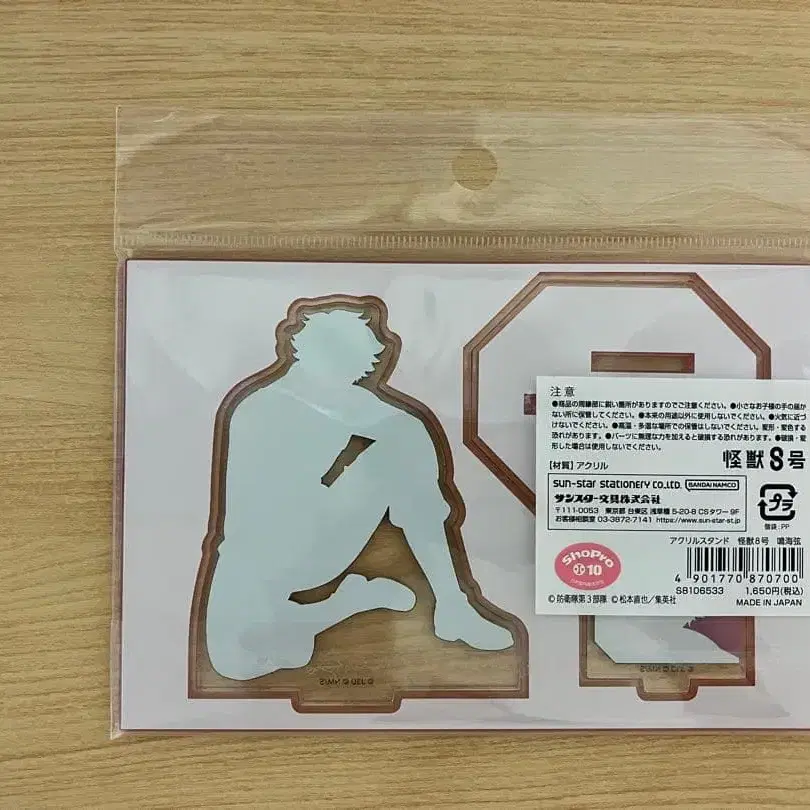 注意
●商品の周縁部に鋭い箇所がありますのでご注意ください。●小さなお子様の手の届か
ない所に保管してください。●本来の用途以外に使用しないでください。●火気に近づ
けないでください。●高温・多湿な場所での保管はしないでください。変形・変色する
恐れがあります。●パーツに無理な力を加えると破損する恐れがあります。●破損・変
形した場合は使用しないでください。
【材質】アクリル
怪獣8号
sun-star stationery CO.,LTD. BANDAI NAMCO
サンスター文具株式会社
〒111-0053 東京都 台東区 浅草橋 5-20-8 CSタワー 9F
お客様相談室 03-3872-7141 https://www.sun-star-st.jp
プラ
個袋:PP
ShoPro
10
アクリルスタンド 怪獣8号 鳴海弦
4 901770 870700
S8106533 1,650円(税込)
© 防衛隊第3部隊 © 松本直也/集英社
MADE IN JAPAN